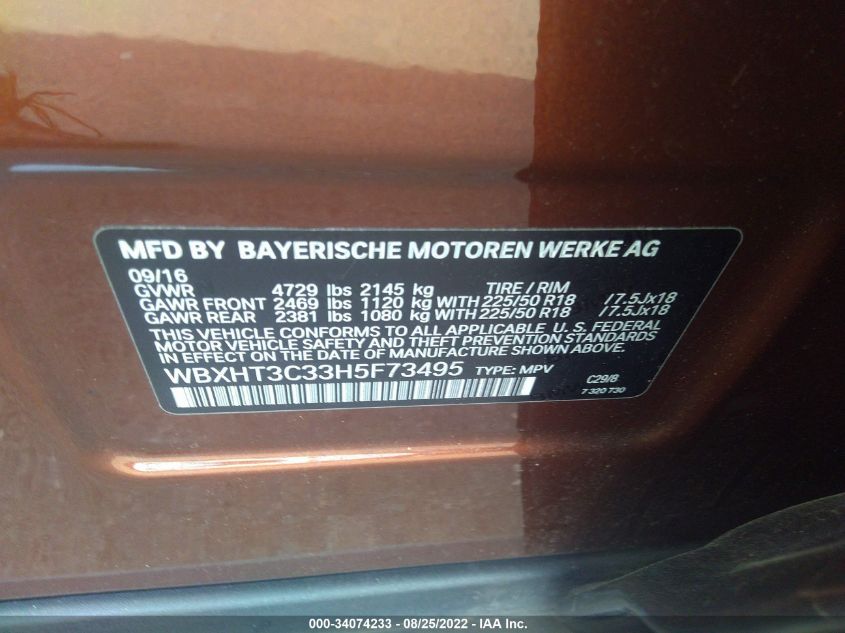 MFD BY BAYERISCHE MOTOREN WERKE AG
09/16
GVWR 4729 lbs 2145 kg TIRE / RIM
GAWR FRONT 2469 lbs 1120 kg WITH 225/50 R18 /7.5Jx18
GAWR REAR 2381 lbs 1080 kg WITH 225/50 R18 /7.5Jx18
THIS VEHICLE CONFORMS TO ALL APPLICABLE U. S. FEDERAL
MOTOR VEHICLE SAFETY AND THEFT PREVENTION STANDARDS
IN EFFECT ON THE DATE OF MANUFACTURE SHOWN ABOVE.
WBXHT3C33H5F73495 TYPE: MPV C29/8
7 320 730
000-34074233 - 08/25/2022 - IAA Inc.